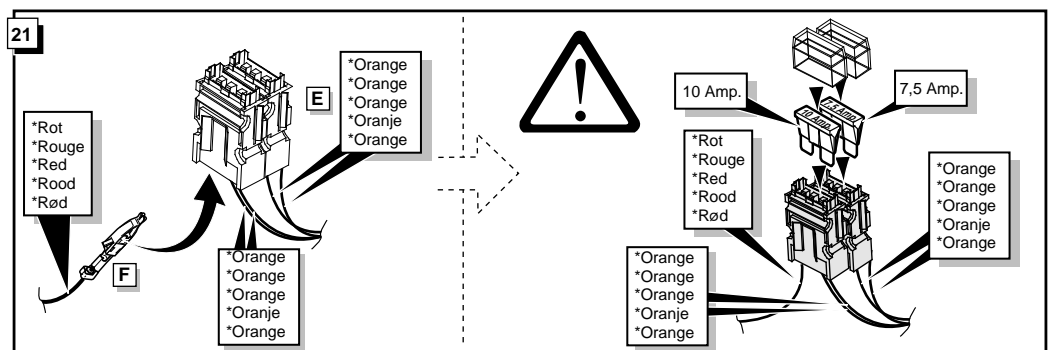 21
*Rot
*Rouge
*Red
*Rood
*Rød
F
E
*Orange
*Orange
*Orange
*Oranje
*Orange
*Orange
*Orange
*Orange
*Oranje
*Orange
10 Amp.
7,5 Amp.
10 Amp.
7,5 Amp.
*Rot
*Rouge
*Red
*Rood
*Rød
*Orange
*Orange
*Orange
*Oranje
*Orange
*Orange
*Orange
*Orange
*Oranje
*Orange